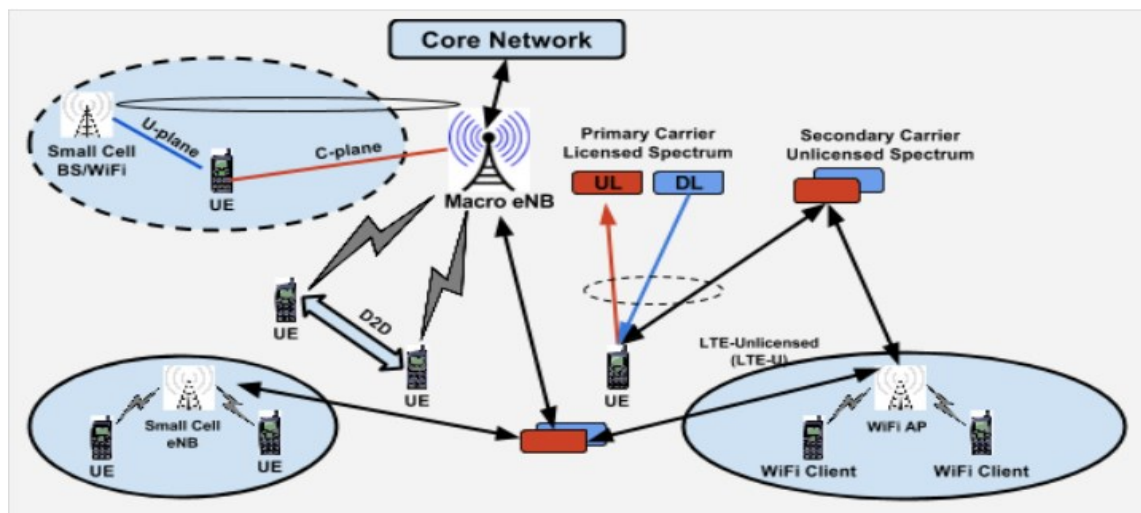 Core Network
U-plane
Small Cell
BS/WiFi
C-plane
UE
Macro eNB
Primary Carrier
Licensed Spectrum
UL
DL
Secondary Carrier
Unlicensed Spectrum
UE
D2D
UE
UE
LTE-Unlicensed
(LTE-U)
Small Cell
eNB
UE
UE
WiFi AP
WiFi Client
WiFi Client